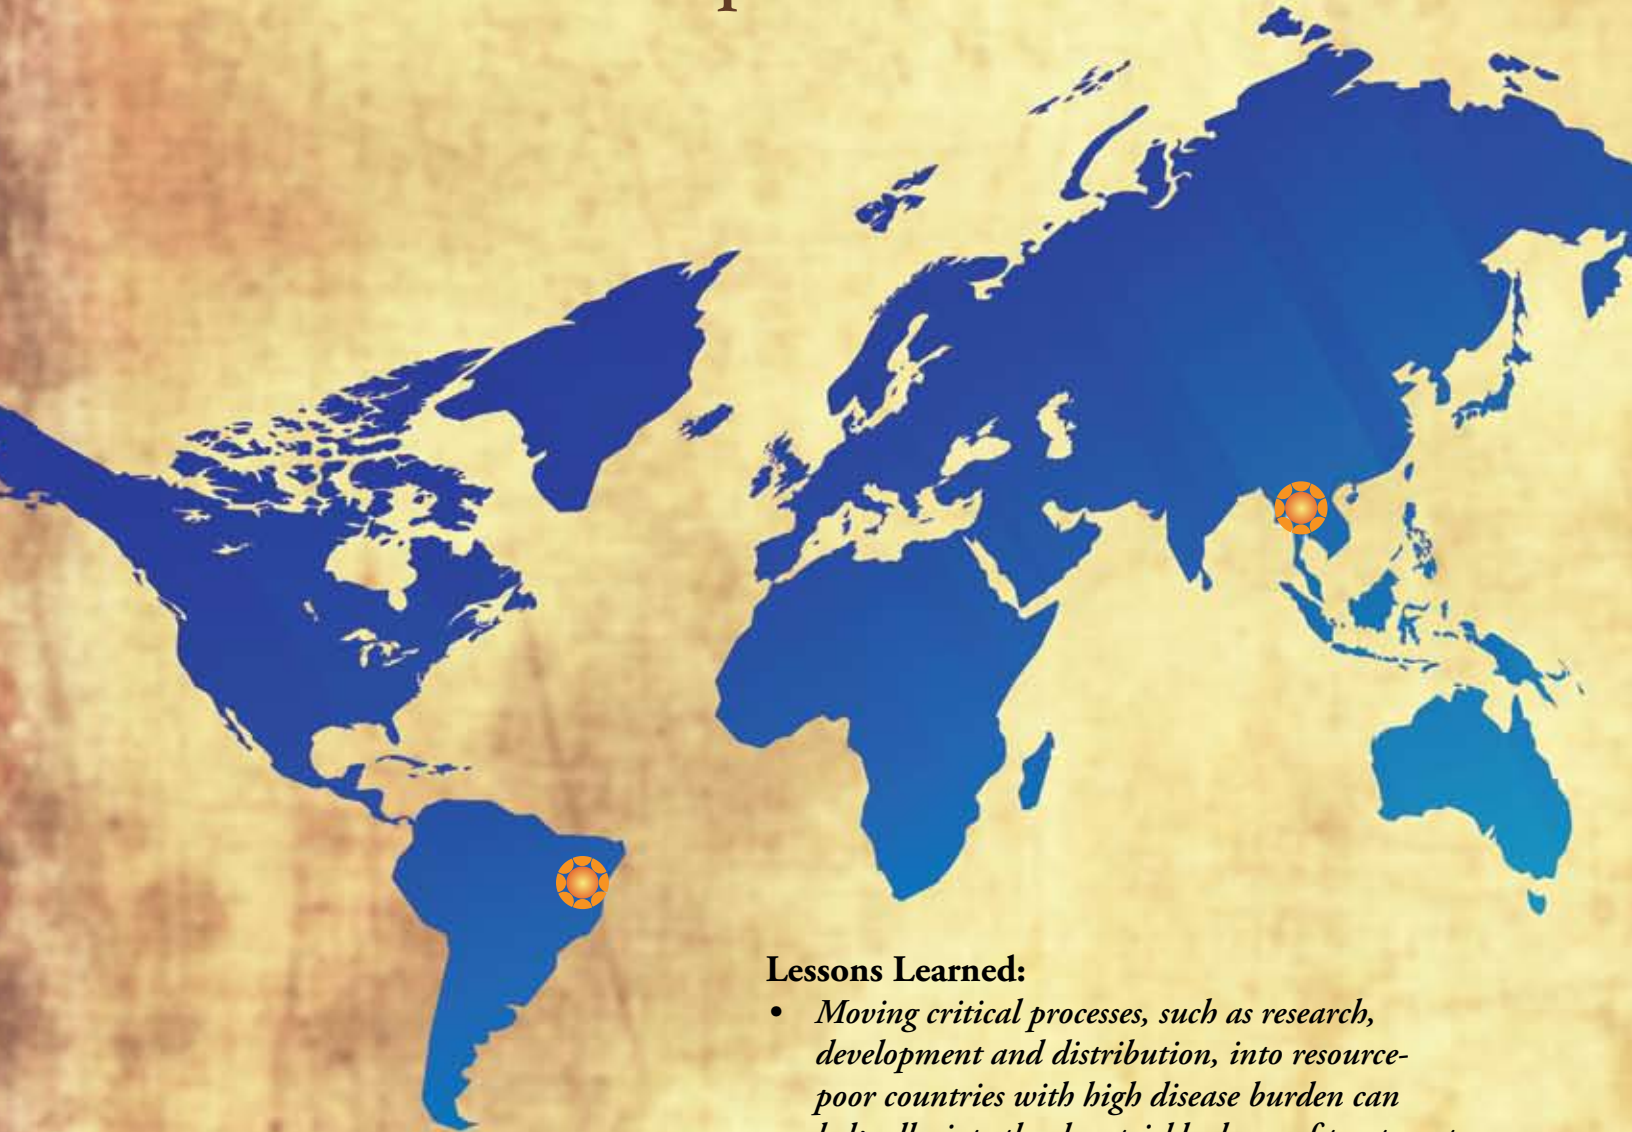 Lessons Learned:
• Moving critical processes, such as research,
development and distribution, into resource-
poor countries with high disease burden can